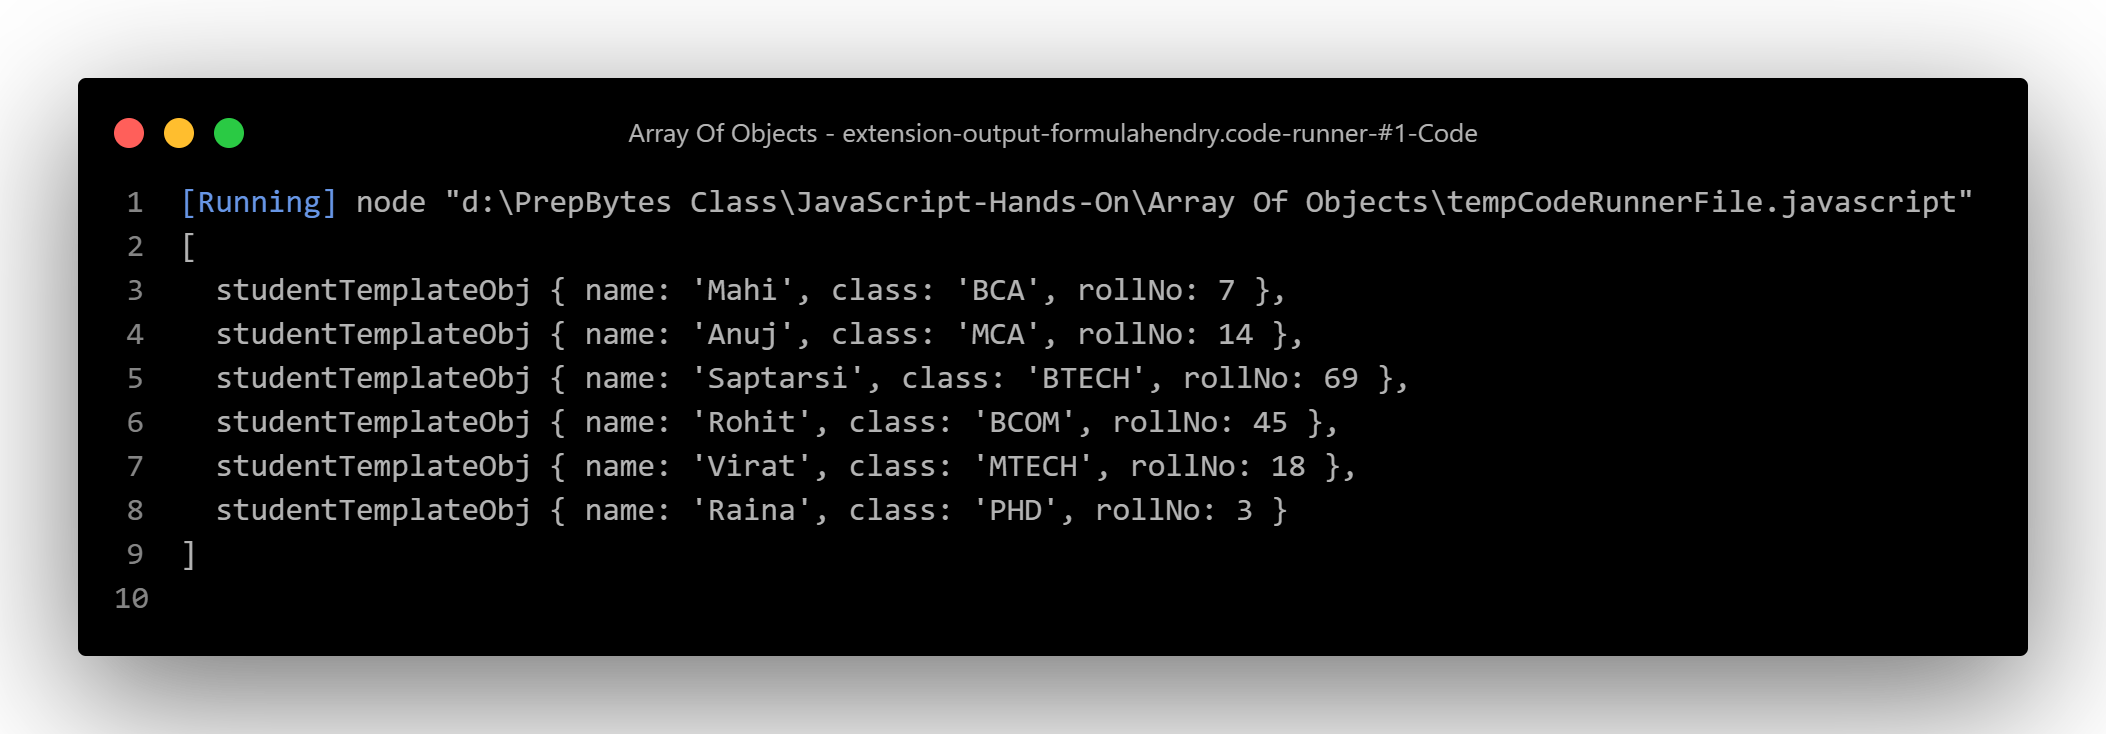 Array Of Objects - extension-output-formulahendry.code-runner-#1-Code
1 [Running] node "d:\PrepBytes Class\JavaScript-Hands-On\Array Of Objects\tempCodeRunnerFile.javascript"
2 [
3   studentTemplateObj { name: 'Mahi', class: 'BCA', rollNo: 7 },
4   studentTemplateObj { name: 'Anuj', class: 'MCA', rollNo: 14 },
5   studentTemplateObj { name: 'Saptarsi', class: 'BTECH', rollNo: 69 },
6   studentTemplateObj { name: 'Rohit', class: 'BCOM', rollNo: 45 },
7   studentTemplateObj { name: 'Virat', class: 'MTECH', rollNo: 18 },
8   studentTemplateObj { name: 'Raina', class: 'PHD', rollNo: 3 }
9 ]
10